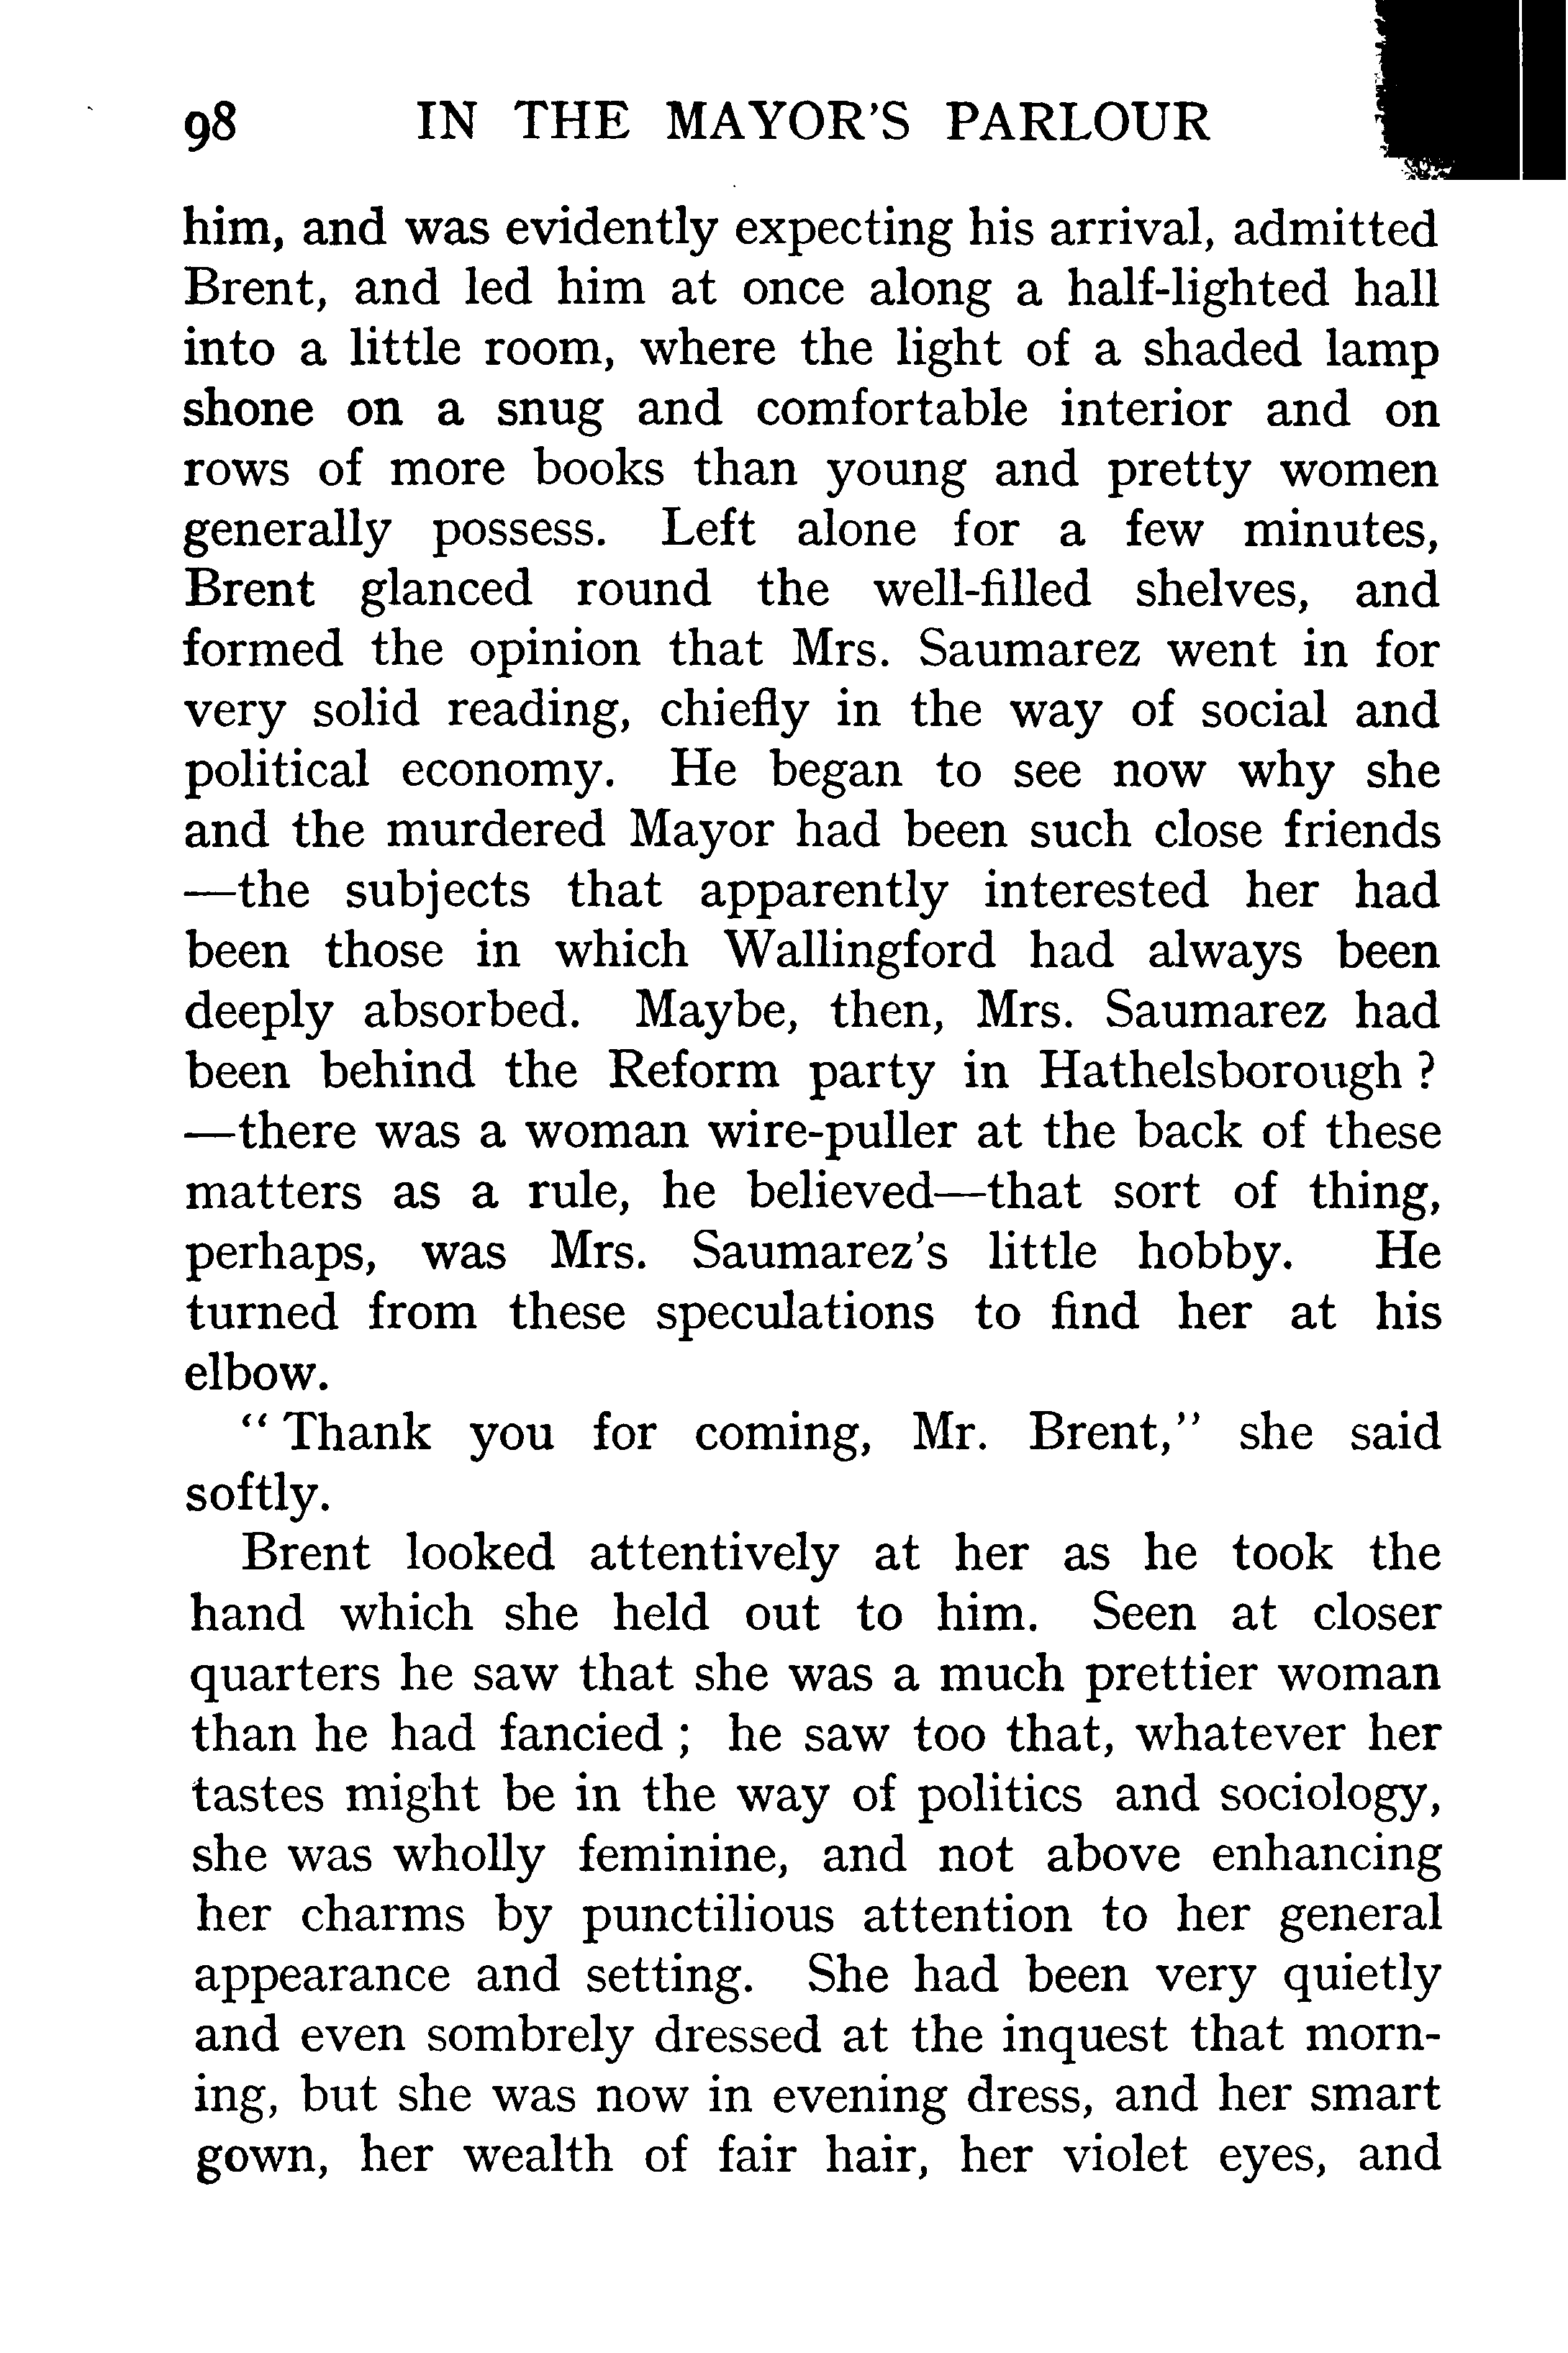 98 IN THE MAYOR'S PARLOUR
him, and was evidently expecting his arrival, admitted
Brent, and led him at once along a half-lighted hall
into a little room, where the light of a shaded lamp
shone on a snug and comfortable interior and on
rows of more books than young and pretty women
generally possess. Left alone for a few minutes,
Brent glanced round the well-filled shelves, and
formed the opinion that Mrs. Saumarez went in for
very solid reading, chiefly in the way of social and
political economy. He began to see now why she
and the murdered Mayor had been such close friends
—the subjects that apparently interested her had
been those in which Wallingford had always been
deeply absorbed. Maybe, then, Mrs. Saumarez had
been behind the Reform party in Hathelsborough ?
—there was a woman wire-puller at the back of these
matters as a rule, he believed—that sort of thing,
perhaps, was Mrs. Saumarez's little hobby. He
turned from these speculations to find her at his
elbow.
“ Thank you for coming, Mr. Brent,” she said
softly.
Brent looked attentively at her as he took the
hand which she held out to him. Seen at closer
quarters he saw that she was a much prettier woman
than he had fancied ; he saw too that, whatever her
tastes might be in the way of politics and sociology,
she was wholly feminine, and not above enhancing
her charms by punctilious attention to her general
appearance and setting. She had been very quietly
and even sombrely dressed at the inquest that morn-
ing, but she was now in evening dress, and her smart
gown, her wealth of fair hair, her violet eyes, and